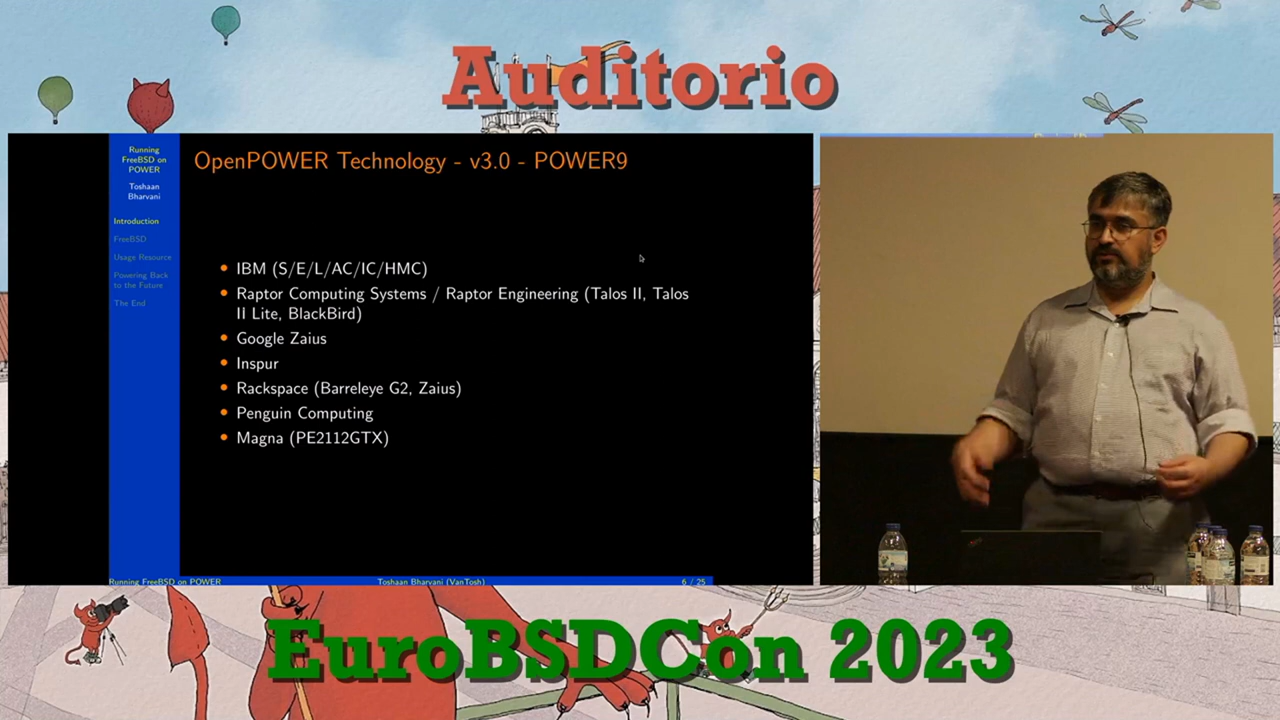 Auditorio
Running
FreeBSD on
POWER
Toshaan
Bharvani
Introduction
FreeBSD
Usage Resource
Powering Back
to the Future
The End
OpenPOWER Technology - v3.0 - POWER9
IBM (S/E/L/AC/IC/HMC)
Raptor Computing Systems / Raptor Engineering (Talos II, Talos
II Lite, BlackBird)
Google Zaius
Inspur
Rackspace (Barreleye G2, Zaius)
Penguin Computing
Magna (PE2112GTX)
Running FreeBSD on POWER
Toshaan Bharvani (VanTosh)
6 / 25
EuroBSDCon 2023